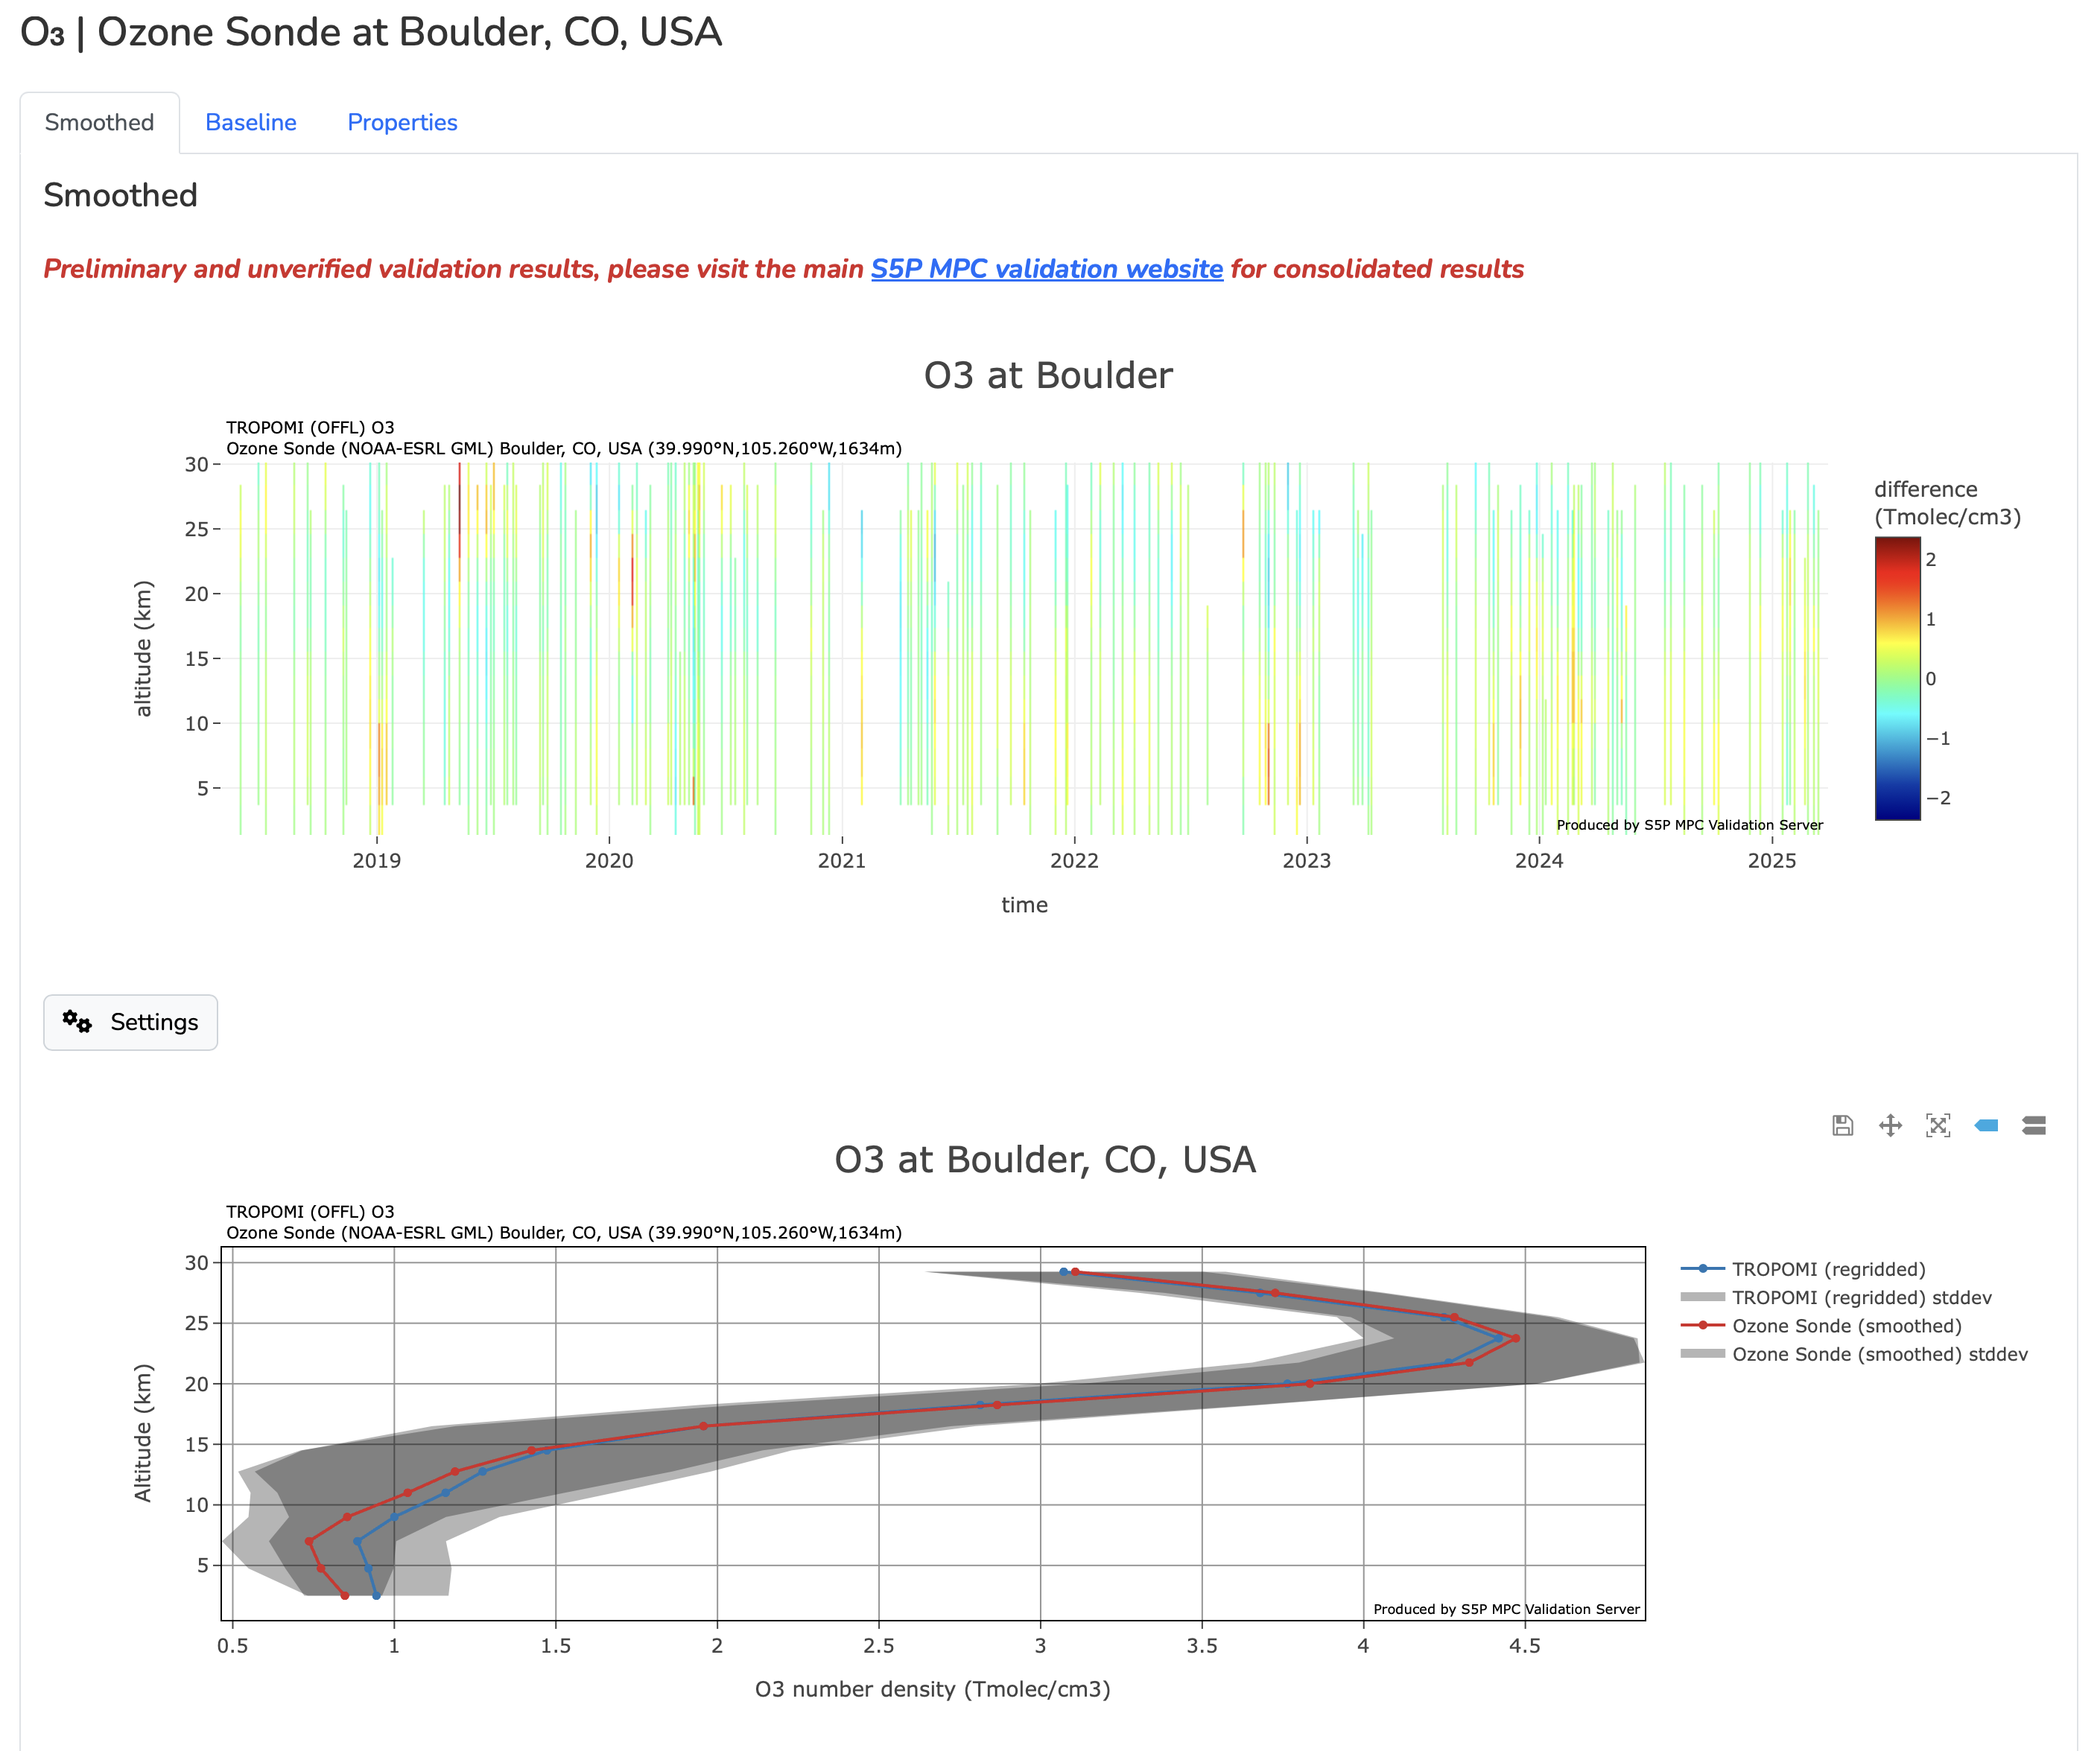 O₃ | Ozone Sonde at Boulder, CO, USA
Smoothed Baseline Properties
Smoothed
Preliminary and unverified validation results, please visit the main S5P MPC validation website for consolidated results
O3 at Boulder
TROPOMI (OFFL) O3
Ozone Sonde (NOAA-ESRL GML) Boulder, CO, USA (39.990°N,105.260°W,1634m)
30
25
20
15
10
5
altitude (km)
difference
(Tmolec/cm3)
2
1
0
−1
−2
Produced by S5P MPC Validation Server
2019 2020 2021 2022 2023 2024 2025
time
Settings
O3 at Boulder, CO, USA
TROPOMI (OFFL) O3
Ozone Sonde (NOAA-ESRL GML) Boulder, CO, USA (39.990°N,105.260°W,1634m)
30
25
20
15
10
5
Altitude (km)
TROPOMI (regridded)
TROPOMI (regridded) stddev
Ozone Sonde (smoothed)
Ozone Sonde (smoothed) stddev
Produced by S5P MPC Validation Server
0.5 1 1.5 2 2.5 3 3.5 4 4.5
O3 number density (Tmolec/cm3)